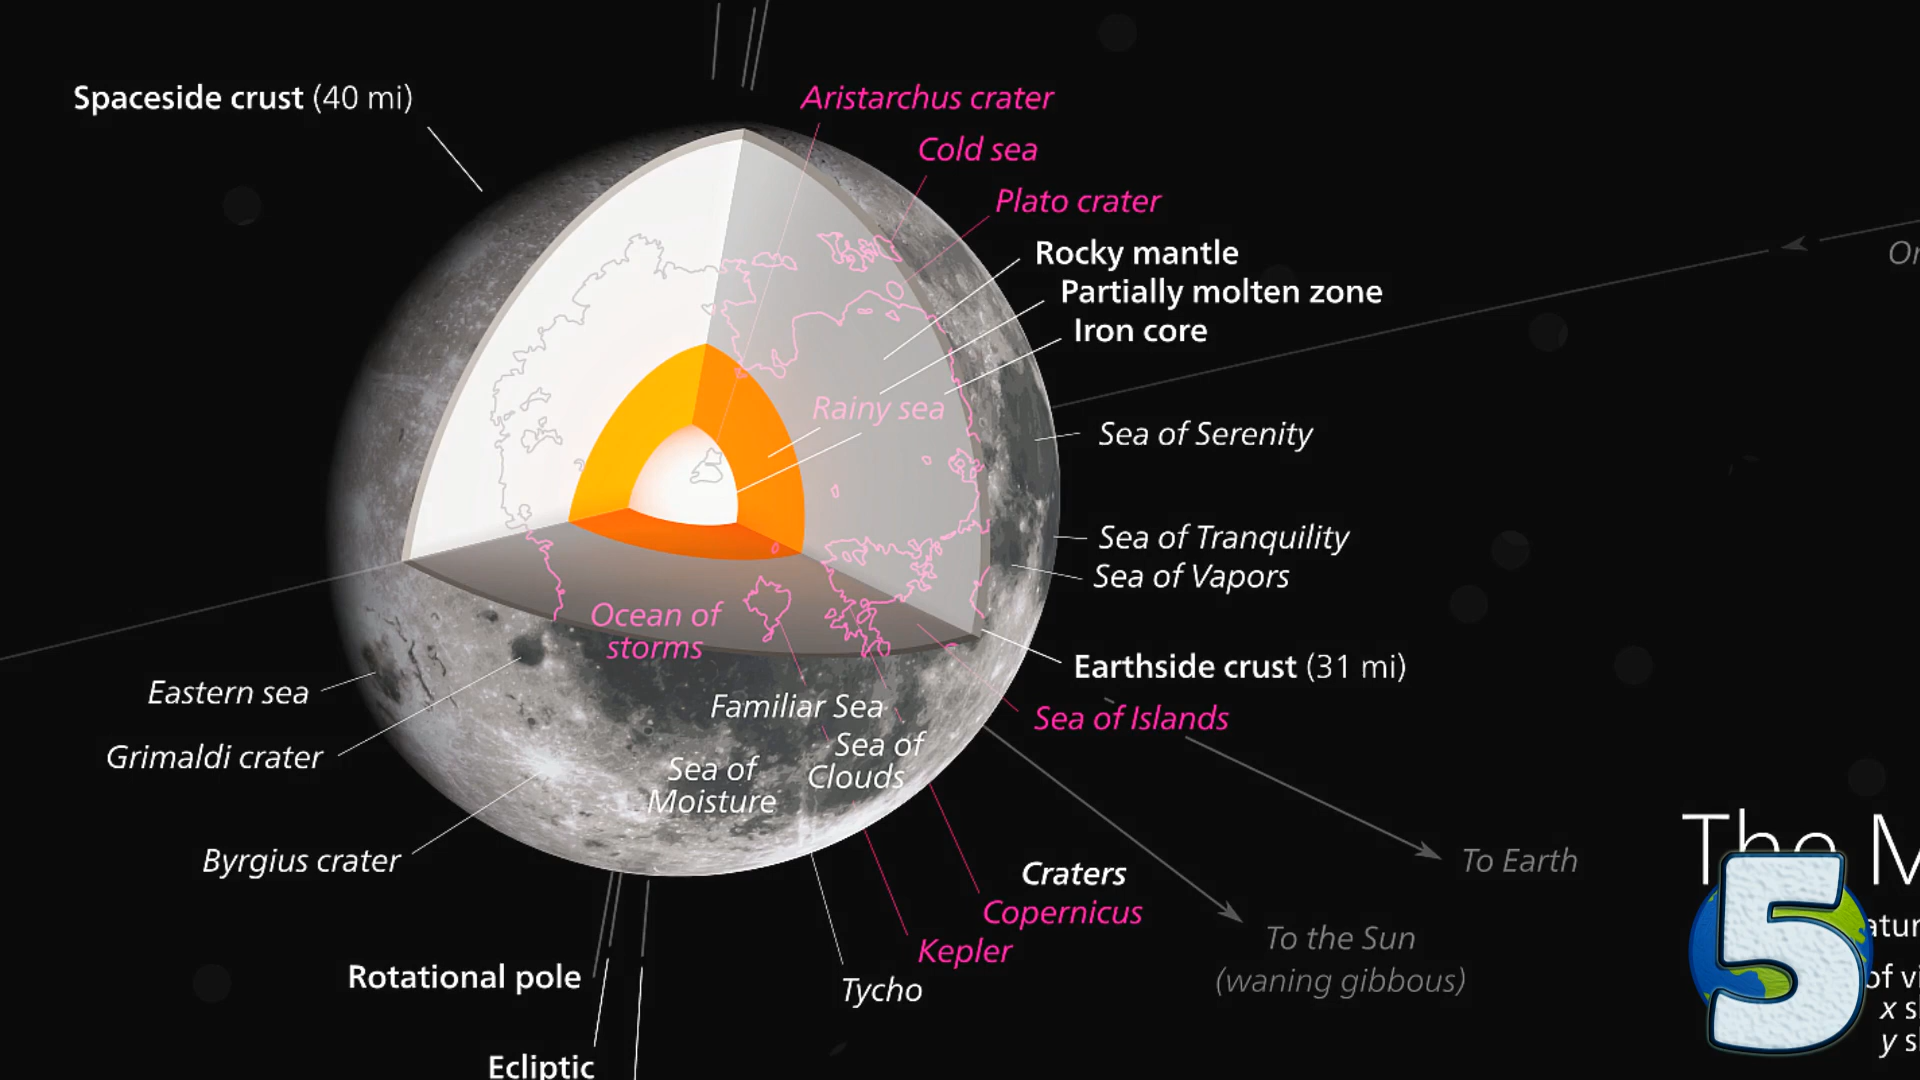 Spaceside crust (40 mi)
Aristarchus crater
Cold sea
Plato crater
Rocky mantle
Partially molten zone
Iron core
Rainy sea
Sea of Serenity
Sea of Tranquility
Sea of Vapors
Ocean of
storms
Earthside crust (31 mi)
Eastern sea
Familiar Sea
Sea of Islands
Grimaldi crater
Sea of
Clouds
Sea of
Moisture
Byrgius crater
To Earth
The M
Craters
Copernicus
Kepler
To the Sun
(waning gibbous)
Tycho
Rotational pole
Ecliptic
5
of vi
x s
y s